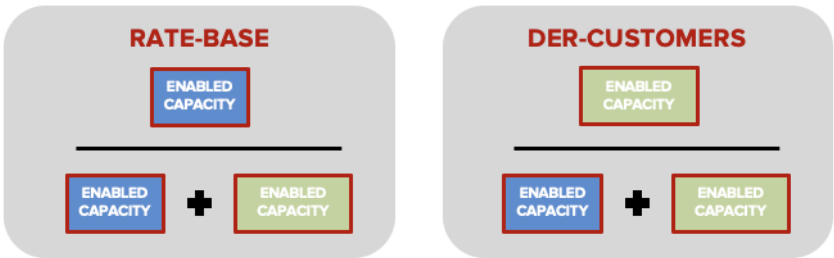 RATE-BASE
ENABLED
CAPACITY
ENABLED
CAPACITY
+
ENABLED
CAPACITY
DER-CUSTOMERS
ENABLED
CAPACITY
ENABLED
CAPACITY
+
ENABLED
CAPACITY